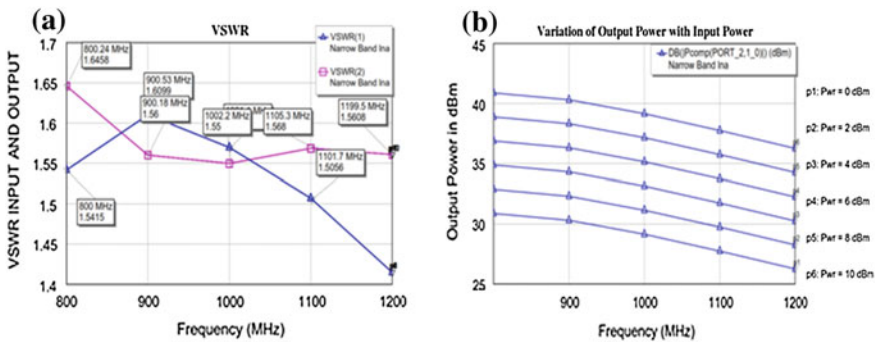 (a)
VSWR
VSWR INPUT AND OUTPUT
1.7
1.65
1.6
1.55
1.5
1.45
1.4
800
900
1000
1100
1200
Frequency (MHz)
VSWR(1)
Narrow Band lna
VSWR(2)
Narrow Band lna
800.24 MHz
1.6458
900.53 MHz
1.6099
900.18 MHz
1.56
1002.2 MHz
1.55
1105.3 MHz
1.568
1199.5 MHz
1.5608
1101.7 MHz
1.5056
800 MHz
1.5415
(b)
Variation of Output Power with Input Power
Output Power in dBm
45
40
35
30
25
900
1000
1100
1200
Frequency (MHz)
DB(|Pcomp(PORT_2,1_0)|) (dBm)
Narrow Band lna
p1: Pwr = 0 dBm
p2: Pwr = 2 dBm
p3: Pwr = 4 dBm
p4: Pwr = 6 dBm
p5: Pwr = 8 dBm
p6: Pwr = 10 dBm